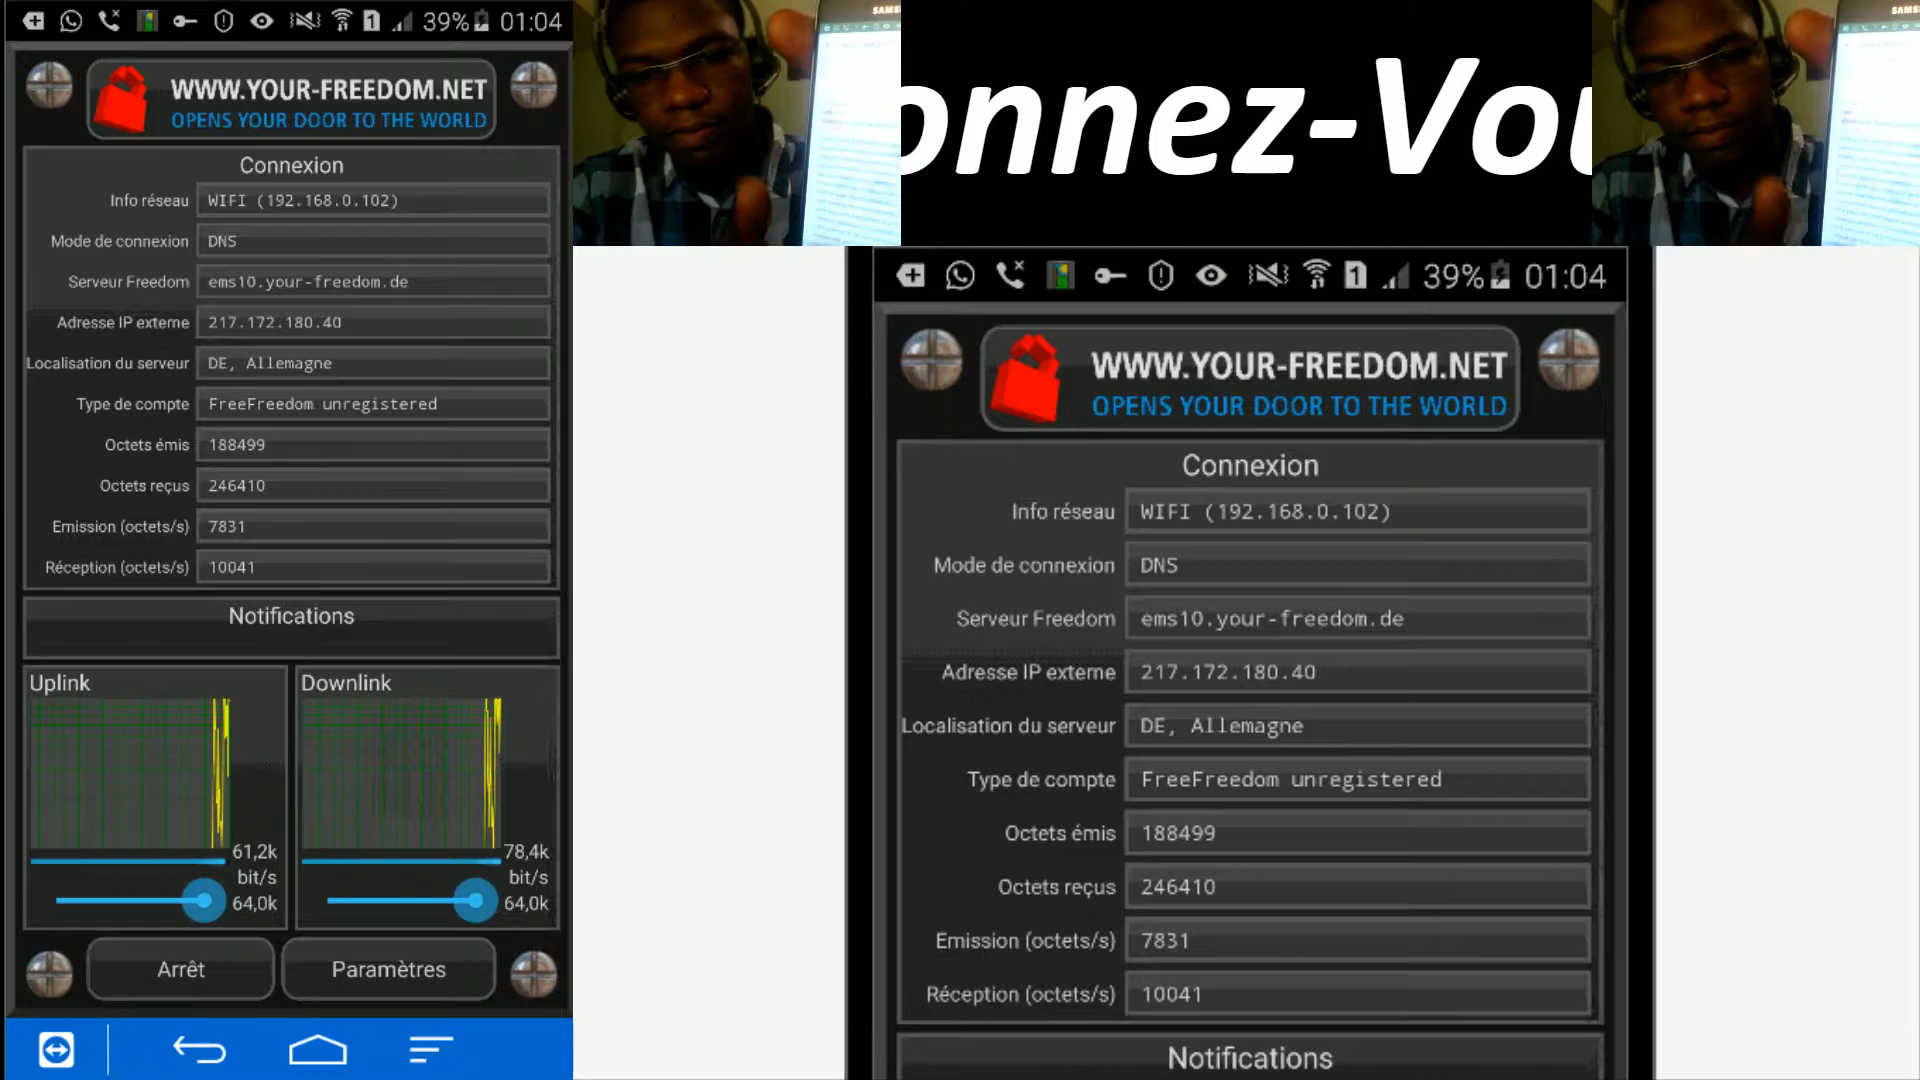 39% 01:04
WWW.YOUR-FREEDOM.NET
OPENS YOUR DOOR TO THE WORLD
Connexion
Info réseau WIFI (192.168.0.102)
Mode de connexion DNS
Serveur Freedom ems10.your-freedom.de
Adresse IP externe 217.172.180.40
Localisation du serveur DE, Allemagne
Type de compte FreeFreedom unregistered
Octets émis 188499
Octets reçus 246410
Emission (octets/s) 7831
Réception (octets/s) 10041
Notifications
Uplink
61,2k
bit/s
64,0k
Downlink
78,4k
bit/s
64,0k
Arrêt
Paramètres
SAMS
onnez-Vou
SAMS
1 39% 01:04
WWW.YOUR-FREEDOM.NET
OPENS YOUR DOOR TO THE WORLD
Connexion
Info réseau WIFI (192.168.0.102)
Mode de connexion DNS
Serveur Freedom ems10.your-freedom.de
Adresse IP externe 217.172.180.40
Localisation du serveur DE, Allemagne
Type de compte FreeFreedom unregistered
Octets émis 188499
Octets reçus 246410
Emission (octets/s) 7831
Réception (octets/s) 10041
Notifications